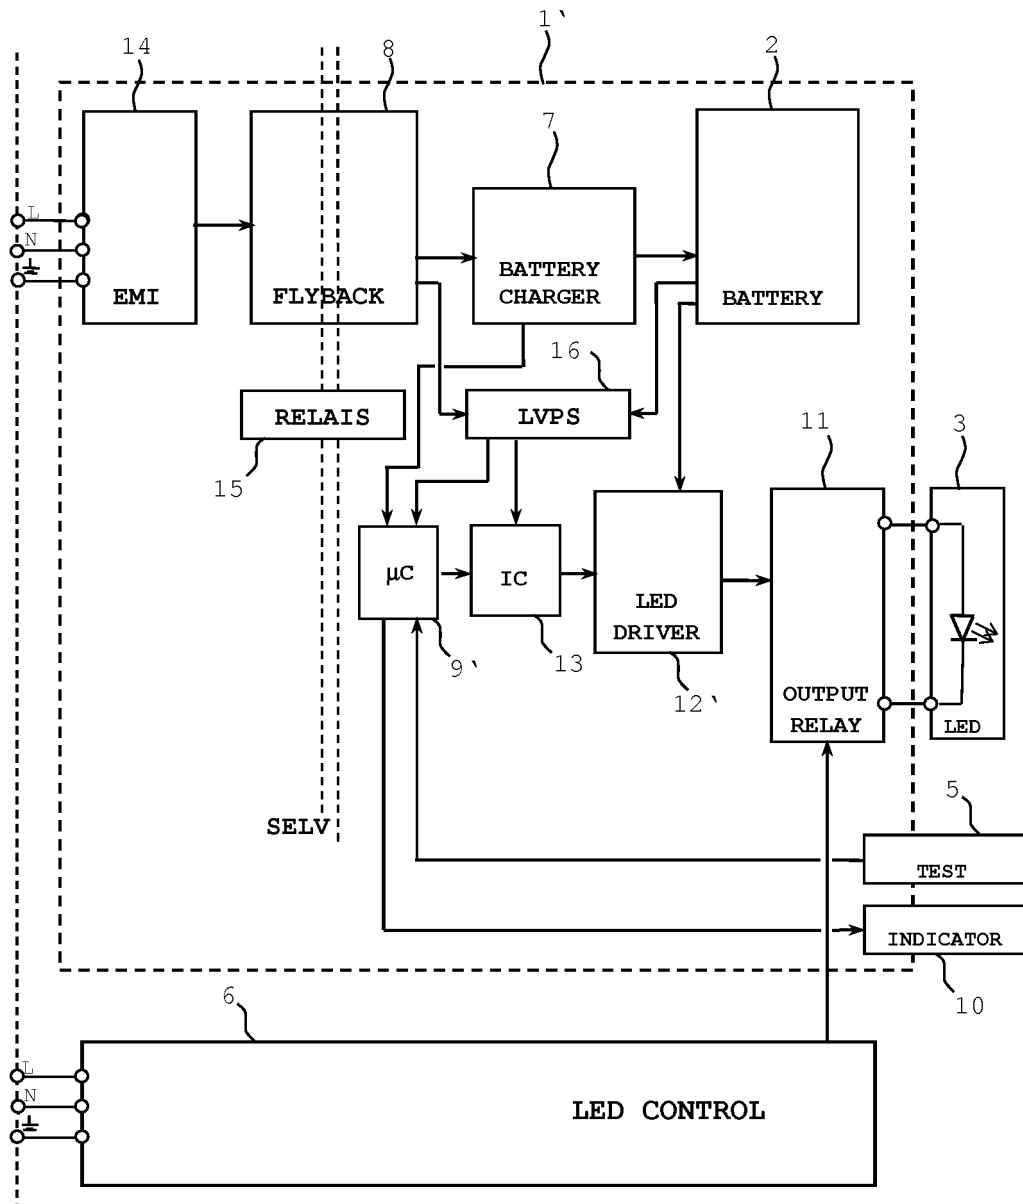 1`
14
8
2
7
L
N
EMI
FLYBACK
BATTERY
CHARGER
BATTERY
16
RELAIS
LVPS
15
11
3
µC
IC
LED
DRIVER
9`
13
12`
OUTPUT
RELAY
LED
SELV
5
TEST
INDICATOR
10
6
L
N
LED CONTROL